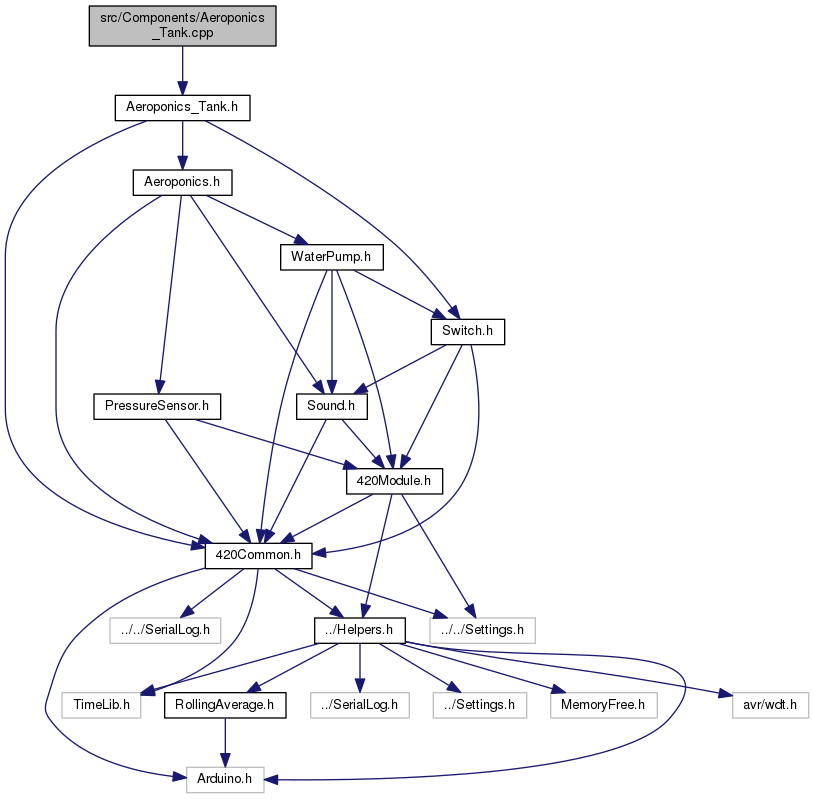 src/Components/Aeroponics
_Tank.cpp
Aeroponics_Tank.h
Aeroponics.h
WaterPump.h
Switch.h
PressureSensor.h
Sound.h
420Module.h
420Common.h
../../SerialLog.h
../Helpers.h
../../Settings.h
TimeLib.h
RollingAverage.h
../SerialLog.h
../Settings.h
MemoryFree.h
avr/wdt.h
Arduino.h